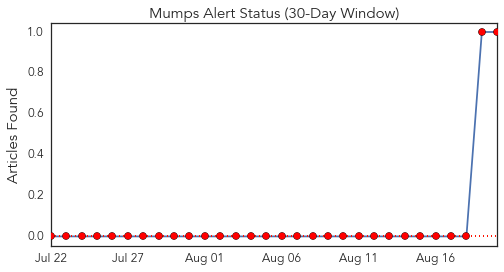 Mumps Alert Status (30-Day Window)
Articles Found
1.0
0.8
0.6
0.4
0.2
0.0
Jul 22 Jul 27 Aug 01 Aug 06 Aug 11 Aug 16